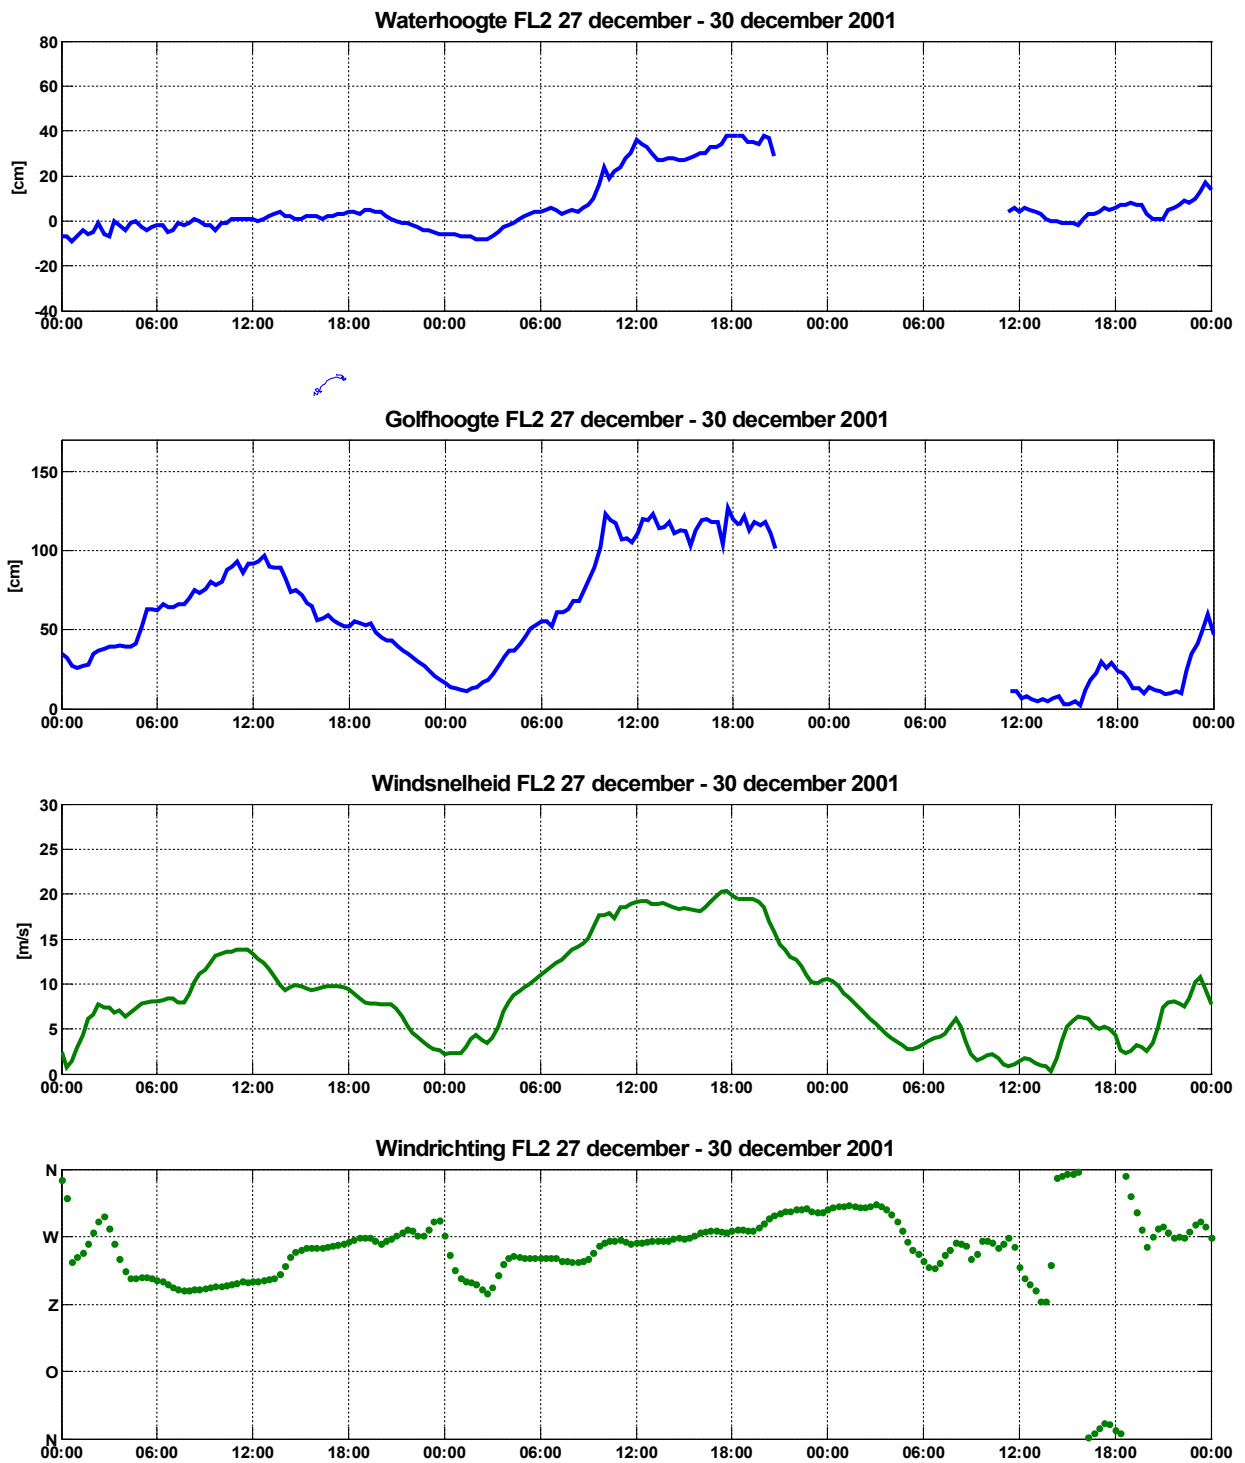 Waterhoogte FL2 27 december - 30 december 2001
80
60
40
20
0
-20
-40
[cm]
00:00 06:00 12:00 18:00 00:00 06:00 12:00 18:00 00:00 06:00 12:00 18:00 00:00
Golfhoogte FL2 27 december - 30 december 2001
150
100
50
0
[cm]
00:00 06:00 12:00 18:00 00:00 06:00 12:00 18:00 00:00 06:00 12:00 18:00 00:00
Windsnelheid FL2 27 december - 30 december 2001
30
25
20
15
10
5
0
[m/s]
00:00 06:00 12:00 18:00 00:00 06:00 12:00 18:00 00:00 06:00 12:00 18:00 00:00
Windrichting FL2 27 december - 30 december 2001
N
W
Z
O
N
00:00 06:00 12:00 18:00 00:00 06:00 12:00 18:00 00:00 06:00 12:00 18:00 00:00